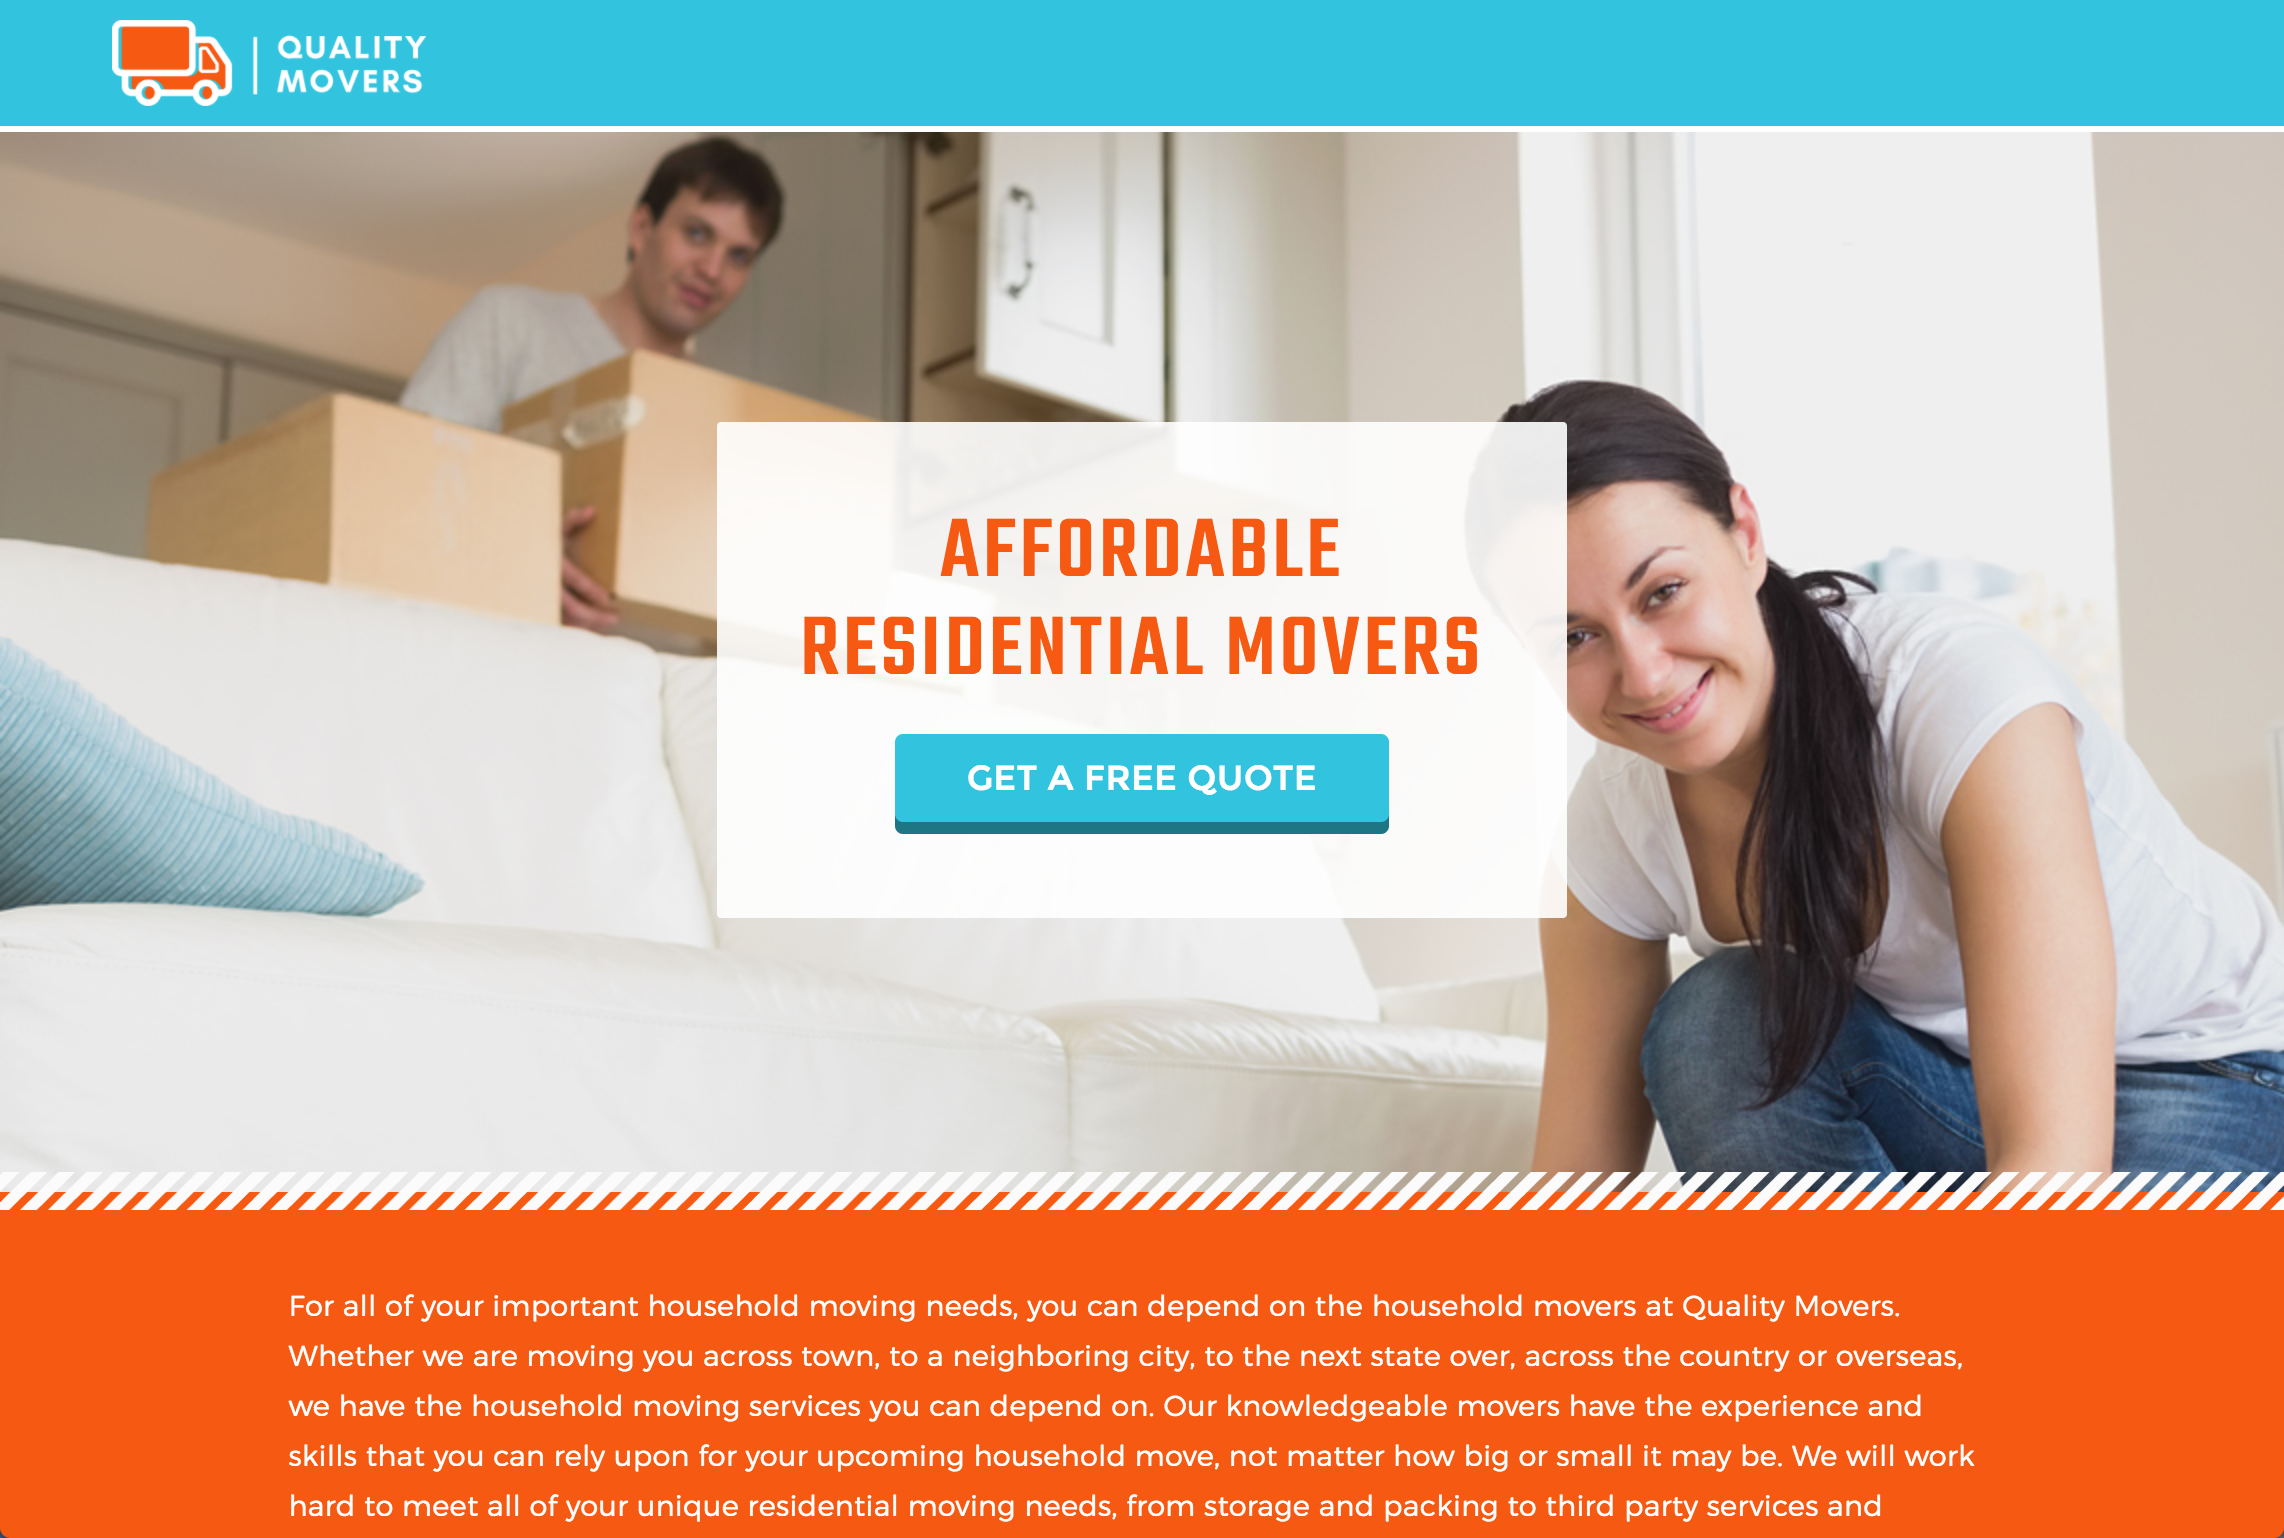 QUALITY
MOVERS
AFFORDABLE
RESIDENTIAL MOVERS
GET A FREE QUOTE
For all of your important household moving needs, you can depend on the household movers at Quality Movers.
Whether we are moving you across town, to a neighboring city, to the next state over, across the country or overseas,
we have the household moving services you can depend on. Our knowledgeable movers have the experience and
skills that you can rely upon for your upcoming household move, not matter how big or small it may be. We will work
hard to meet all of your unique residential moving needs, from storage and packing to third party services and